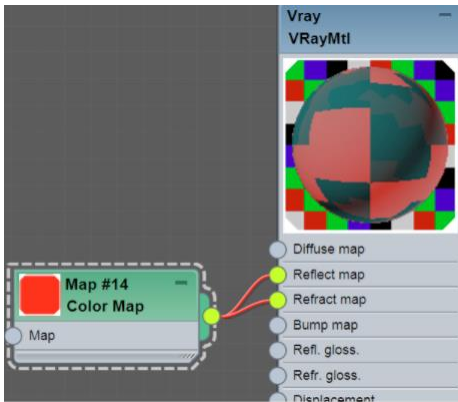 Vray
VRayMtl
Diffuse map
Reflect map
Refract map
Bump map
Refl. gloss.
Refr. gloss.
Displacement
Map #14
Color Map
Map